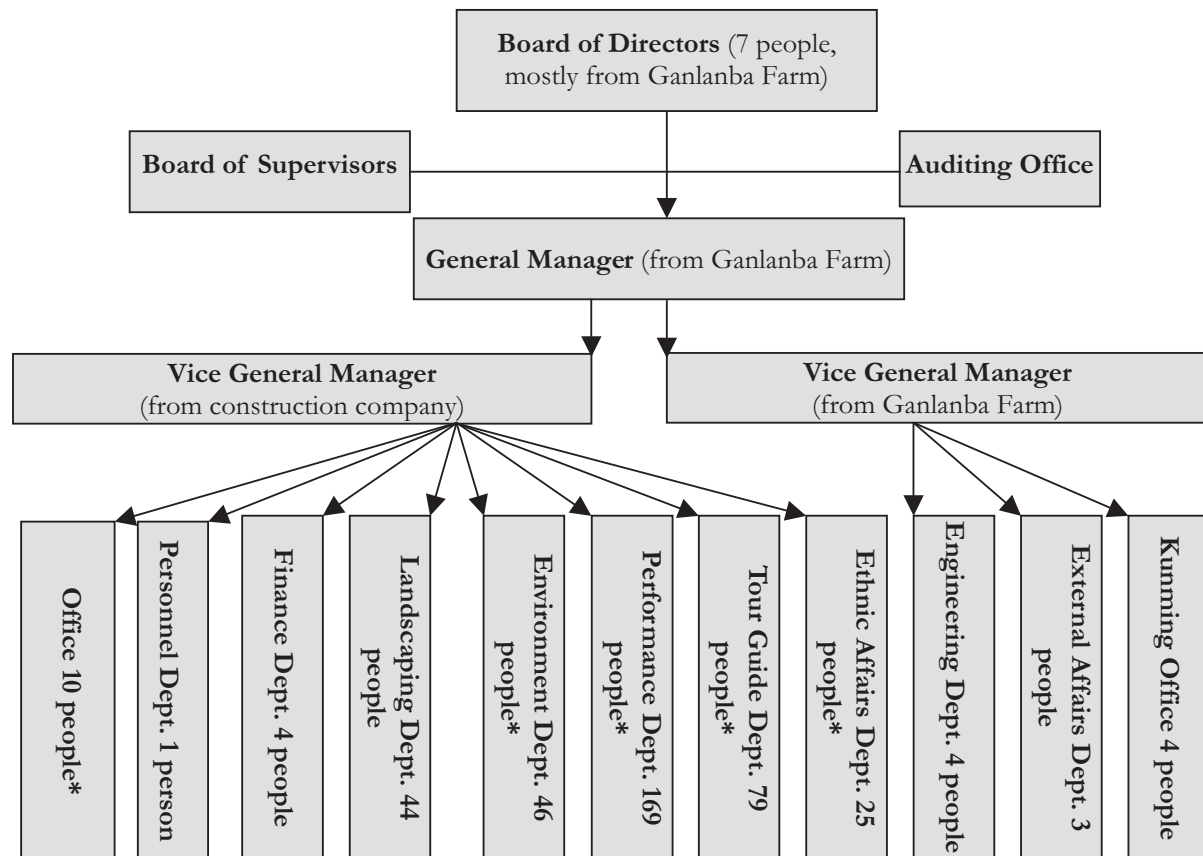 Board of Directors (7 people,
mostly from Ganlanba Farm)
Board of Supervisors
Auditing Office
General Manager (from Ganlanba Farm)
Vice General Manager
(from construction company)
Vice General Manager
(from Ganlanba Farm)
Office 10 people*
Personnel Dept. 1 person
Finance Dept. 4 people
Landscaping Dept. 44
people
Environment Dept. 46
people*
Performance Dept. 169
people*
Tour Guide Dept. 79
people*
Ethnic Affairs Dept. 25
people*
Engineering Dept. 4 people
External Affairs Dept. 3
people
Kunming Office 4 people